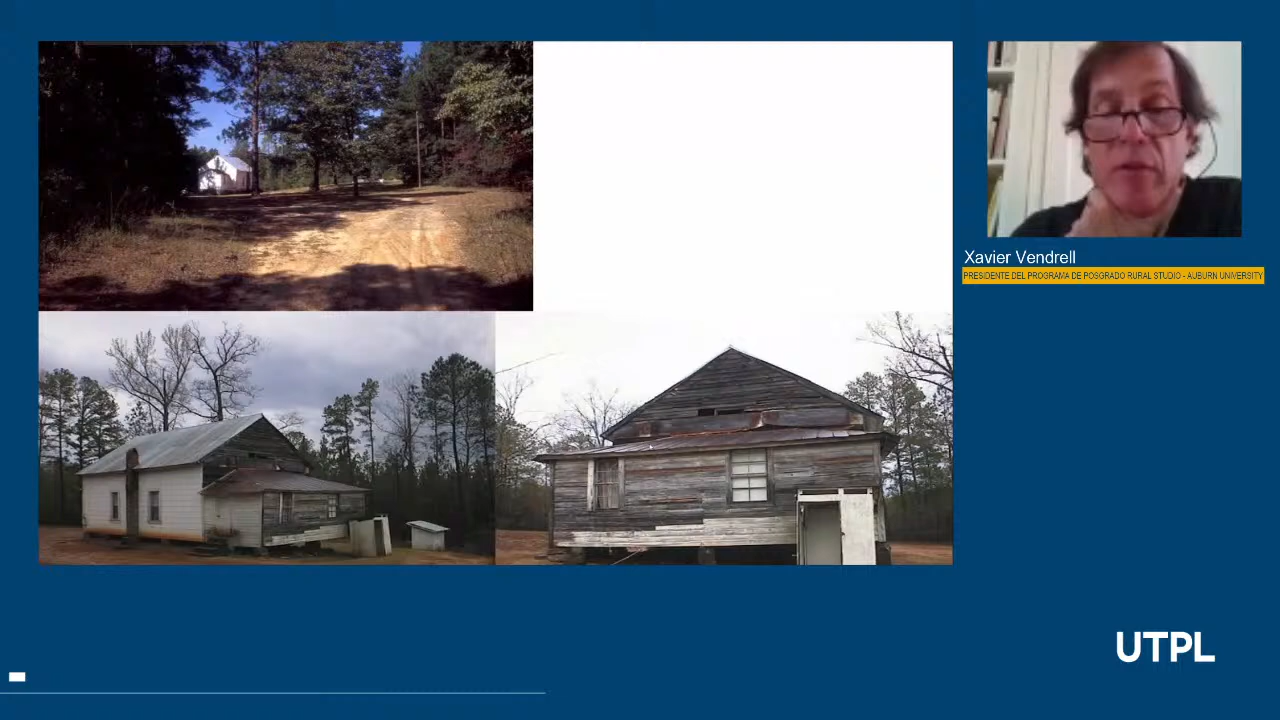 Xavier Vendrell
PRESIDENTE DEL PROGRAMA DE POSGRADO RURAL STUDIO - AUBURN UNIVERSITY
UTPL